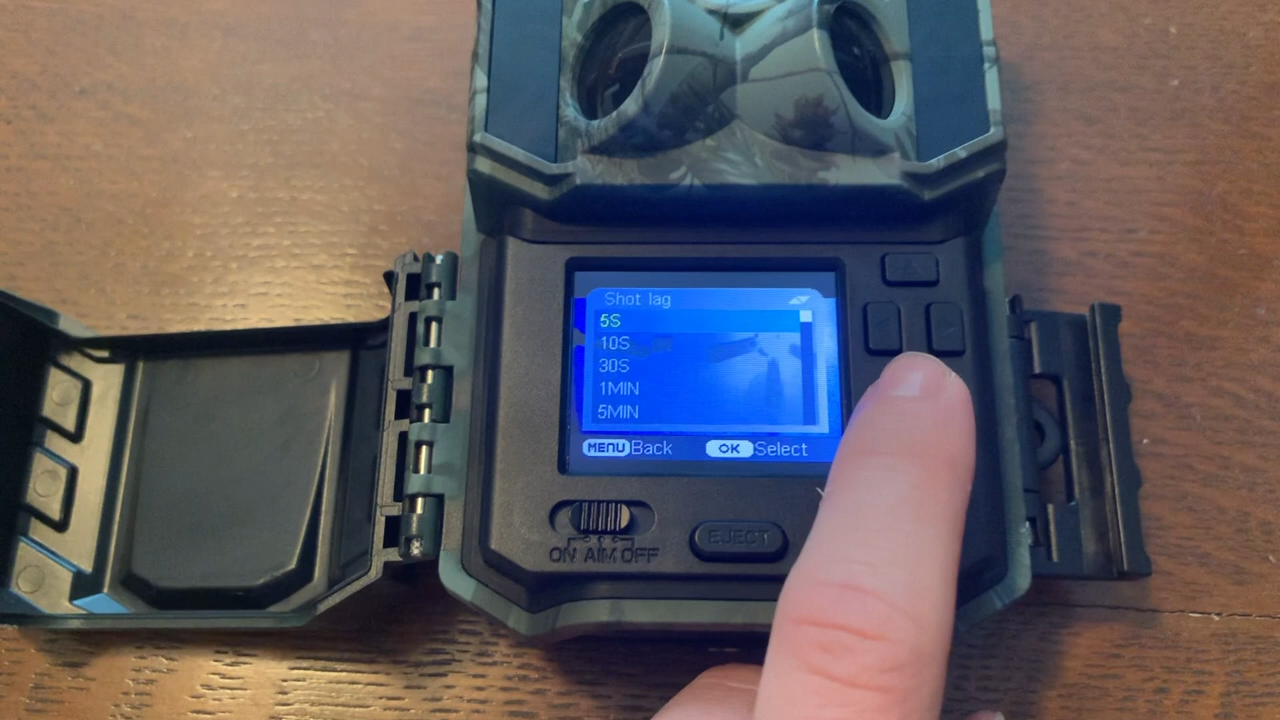 Shot lag
5S
10S
30S
1MIN
5MIN
MENU Back OK Select
ON AIM OFF EJECT